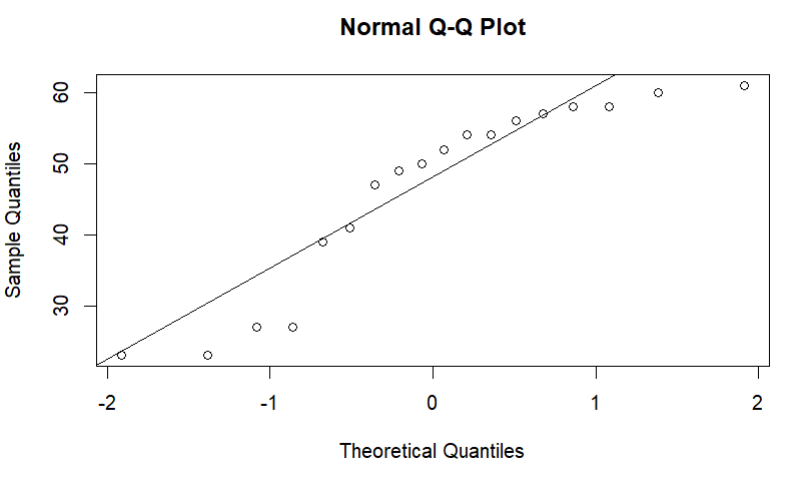 Normal Q-Q Plot
Sample Quantiles
60
50
40
30
-2 -1 0 1 2
Theoretical Quantiles